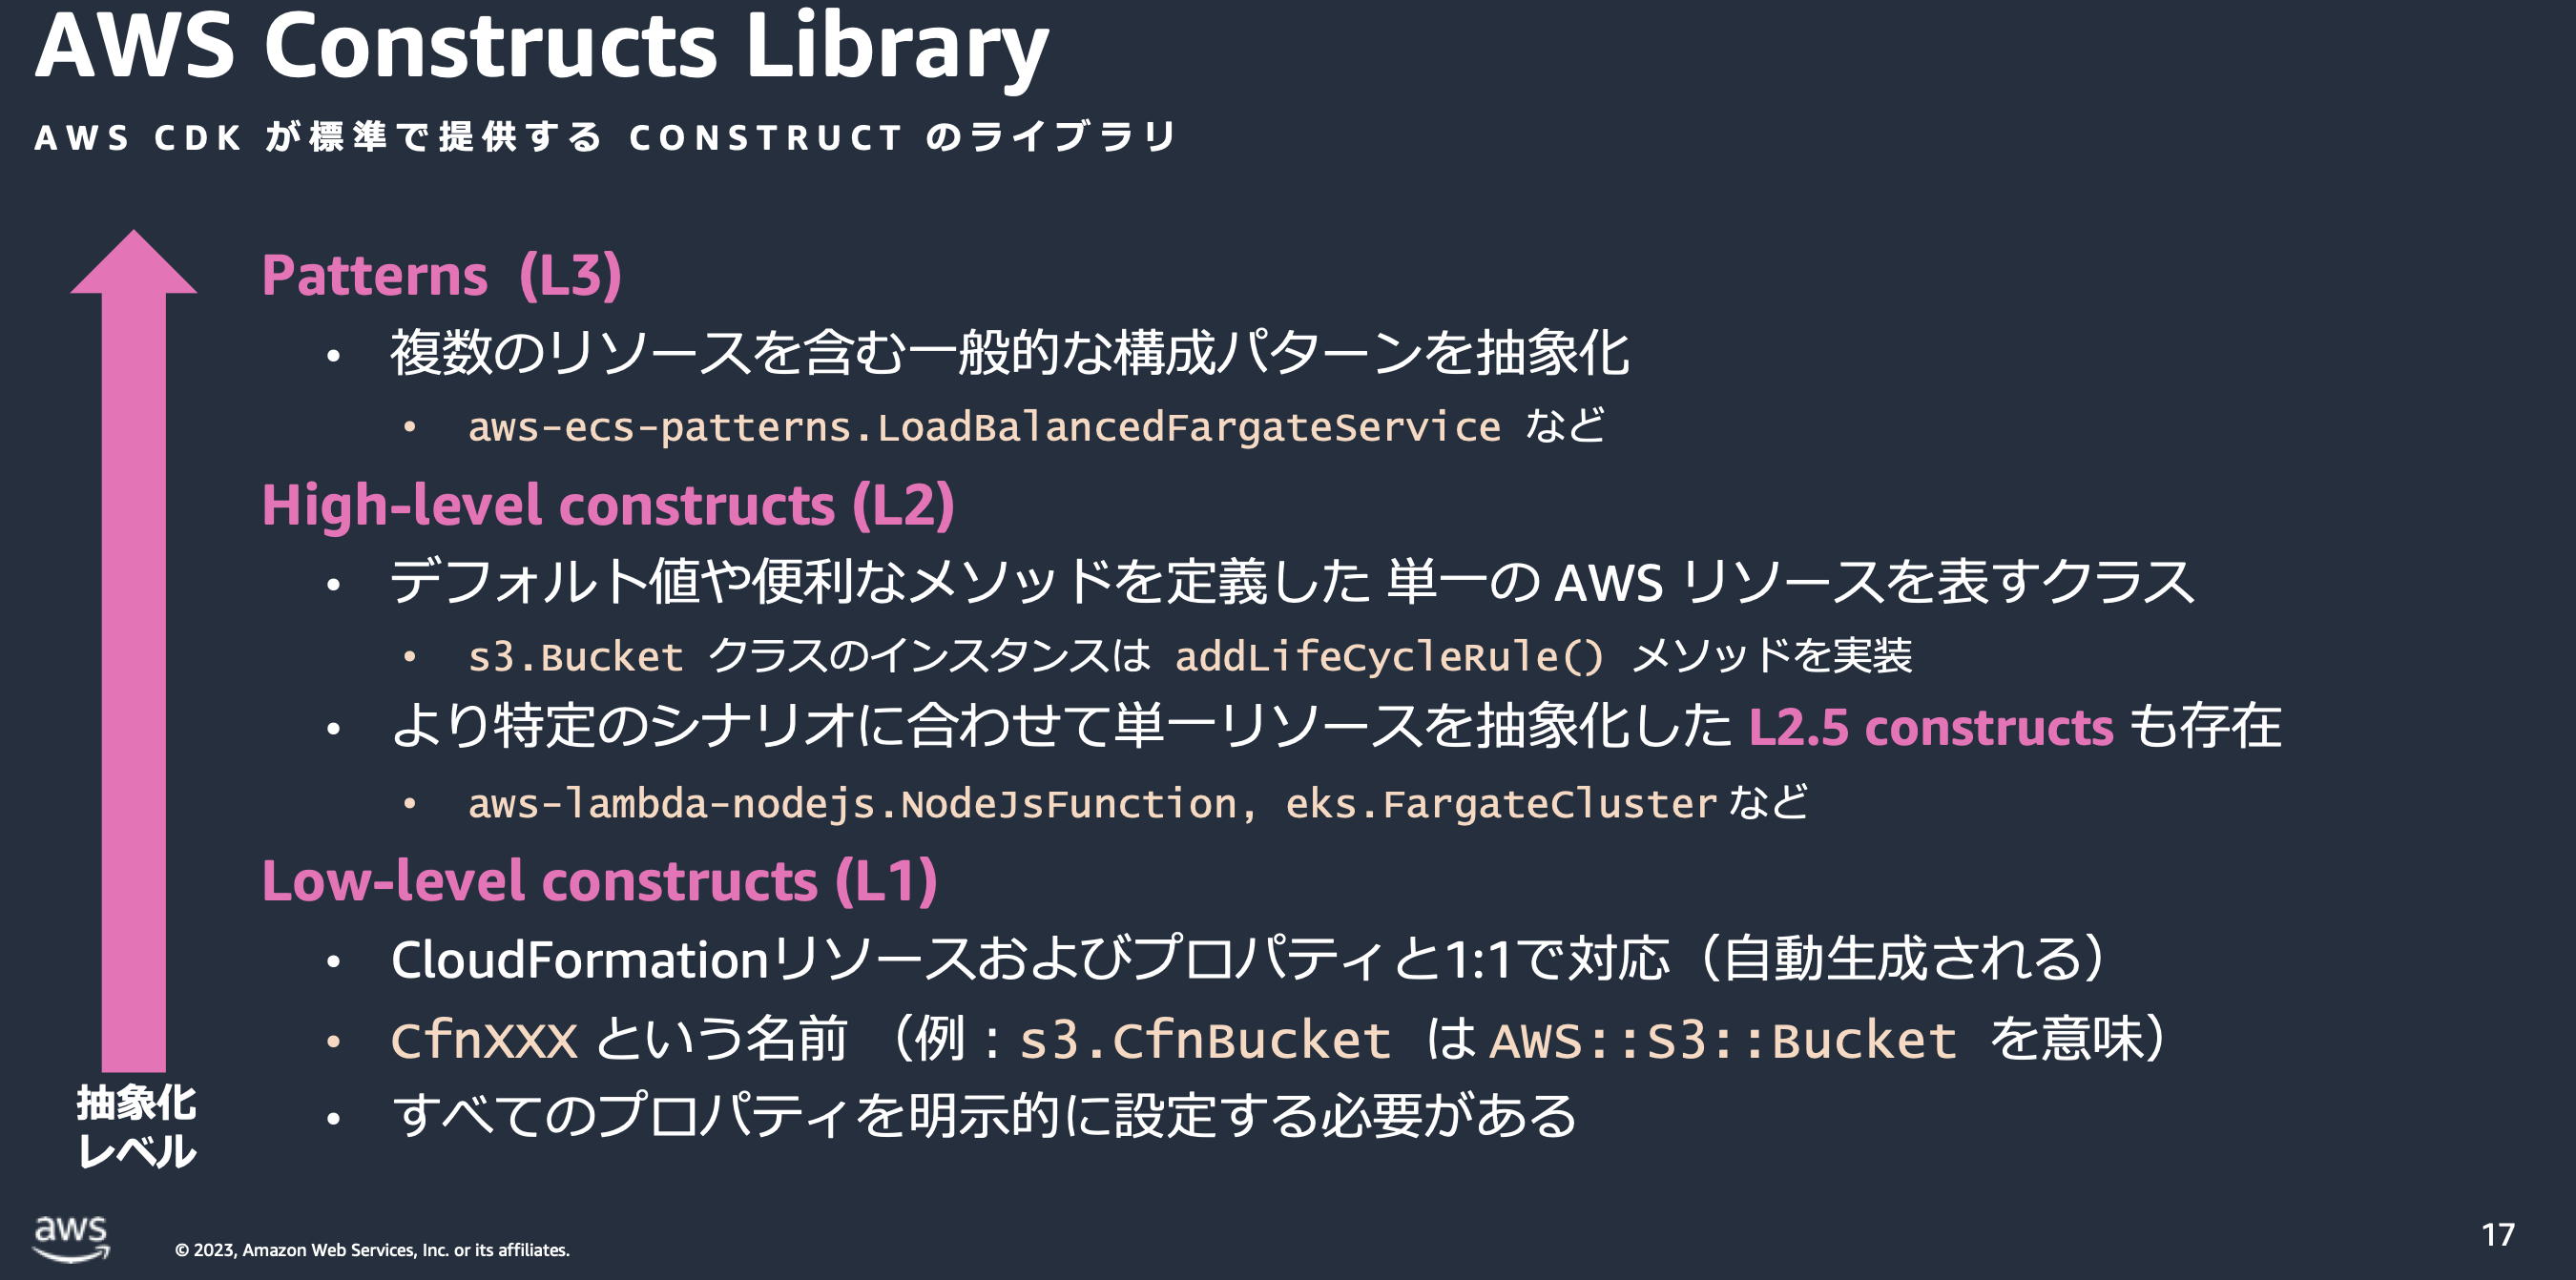 AWS Constructs Library
AWS CDK が標準で提供する CONSTRUCT のライブラリ
Patterns (L3)
• 複数のリソースを含む一般的な構成パターンを抽象化
• aws-ecs-patterns.LoadBalancedFargateService など
High-level constructs (L2)
• デフォルト値や便利なメソッドを定義した 単一の AWS リソースを表すクラス
• s3.Bucket クラスのインスタンスは addLifeCycleRule() メソッドを実装
• より特定のシナリオに合わせて単一リソースを抽象化した L2.5 constructs も存在
• aws-lambda-nodejs.NodeJsFunction, eks.FargateCluster など
Low-level constructs (L1)
• CloudFormationリソースおよびプロパティと1:1で対応（自動生成される）
• CfnXXX という名前 （例：s3.CfnBucket は AWS::S3::Bucket を意味）
• すべてのプロパティを明示的に設定する必要がある
抽象化
レベル
aws
© 2023, Amazon Web Services, Inc. or its affiliates.
17